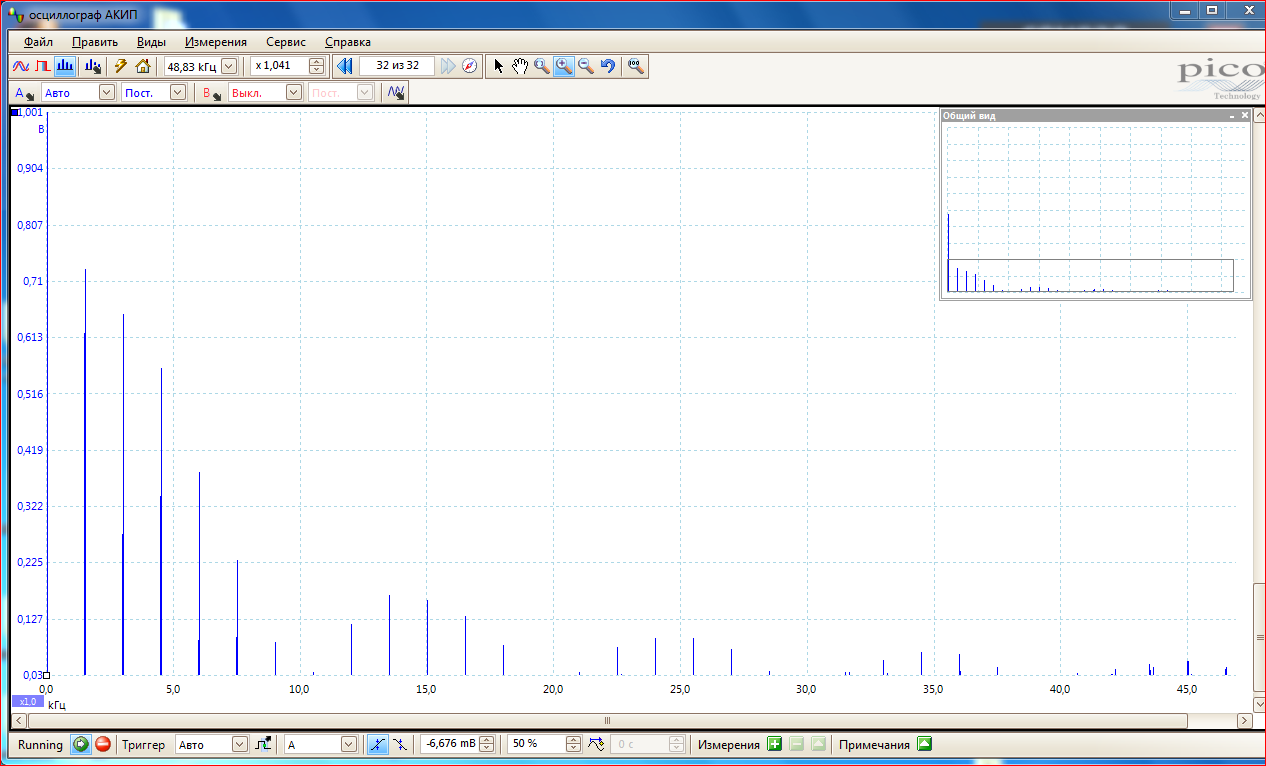 осциллограф АКИП
Файл Править Виды Измерения Сервис Справка
48,83 кГц x 1,041 32 из 32
pico
Technology
A Авто Пост. B Выкл. Пост.
1,001
В
Общий вид
0,904
0,807
0,71
0,613
0,516
0,419
0,322
0,225
0,127
0,03
0,0 5,0 10,0 15,0 20,0 25,0 30,0 35,0 40,0 45,0
x1,0 кГц
Running Триггер Авто A -6,676 mВ 50 % 0 с Измерения Примечания